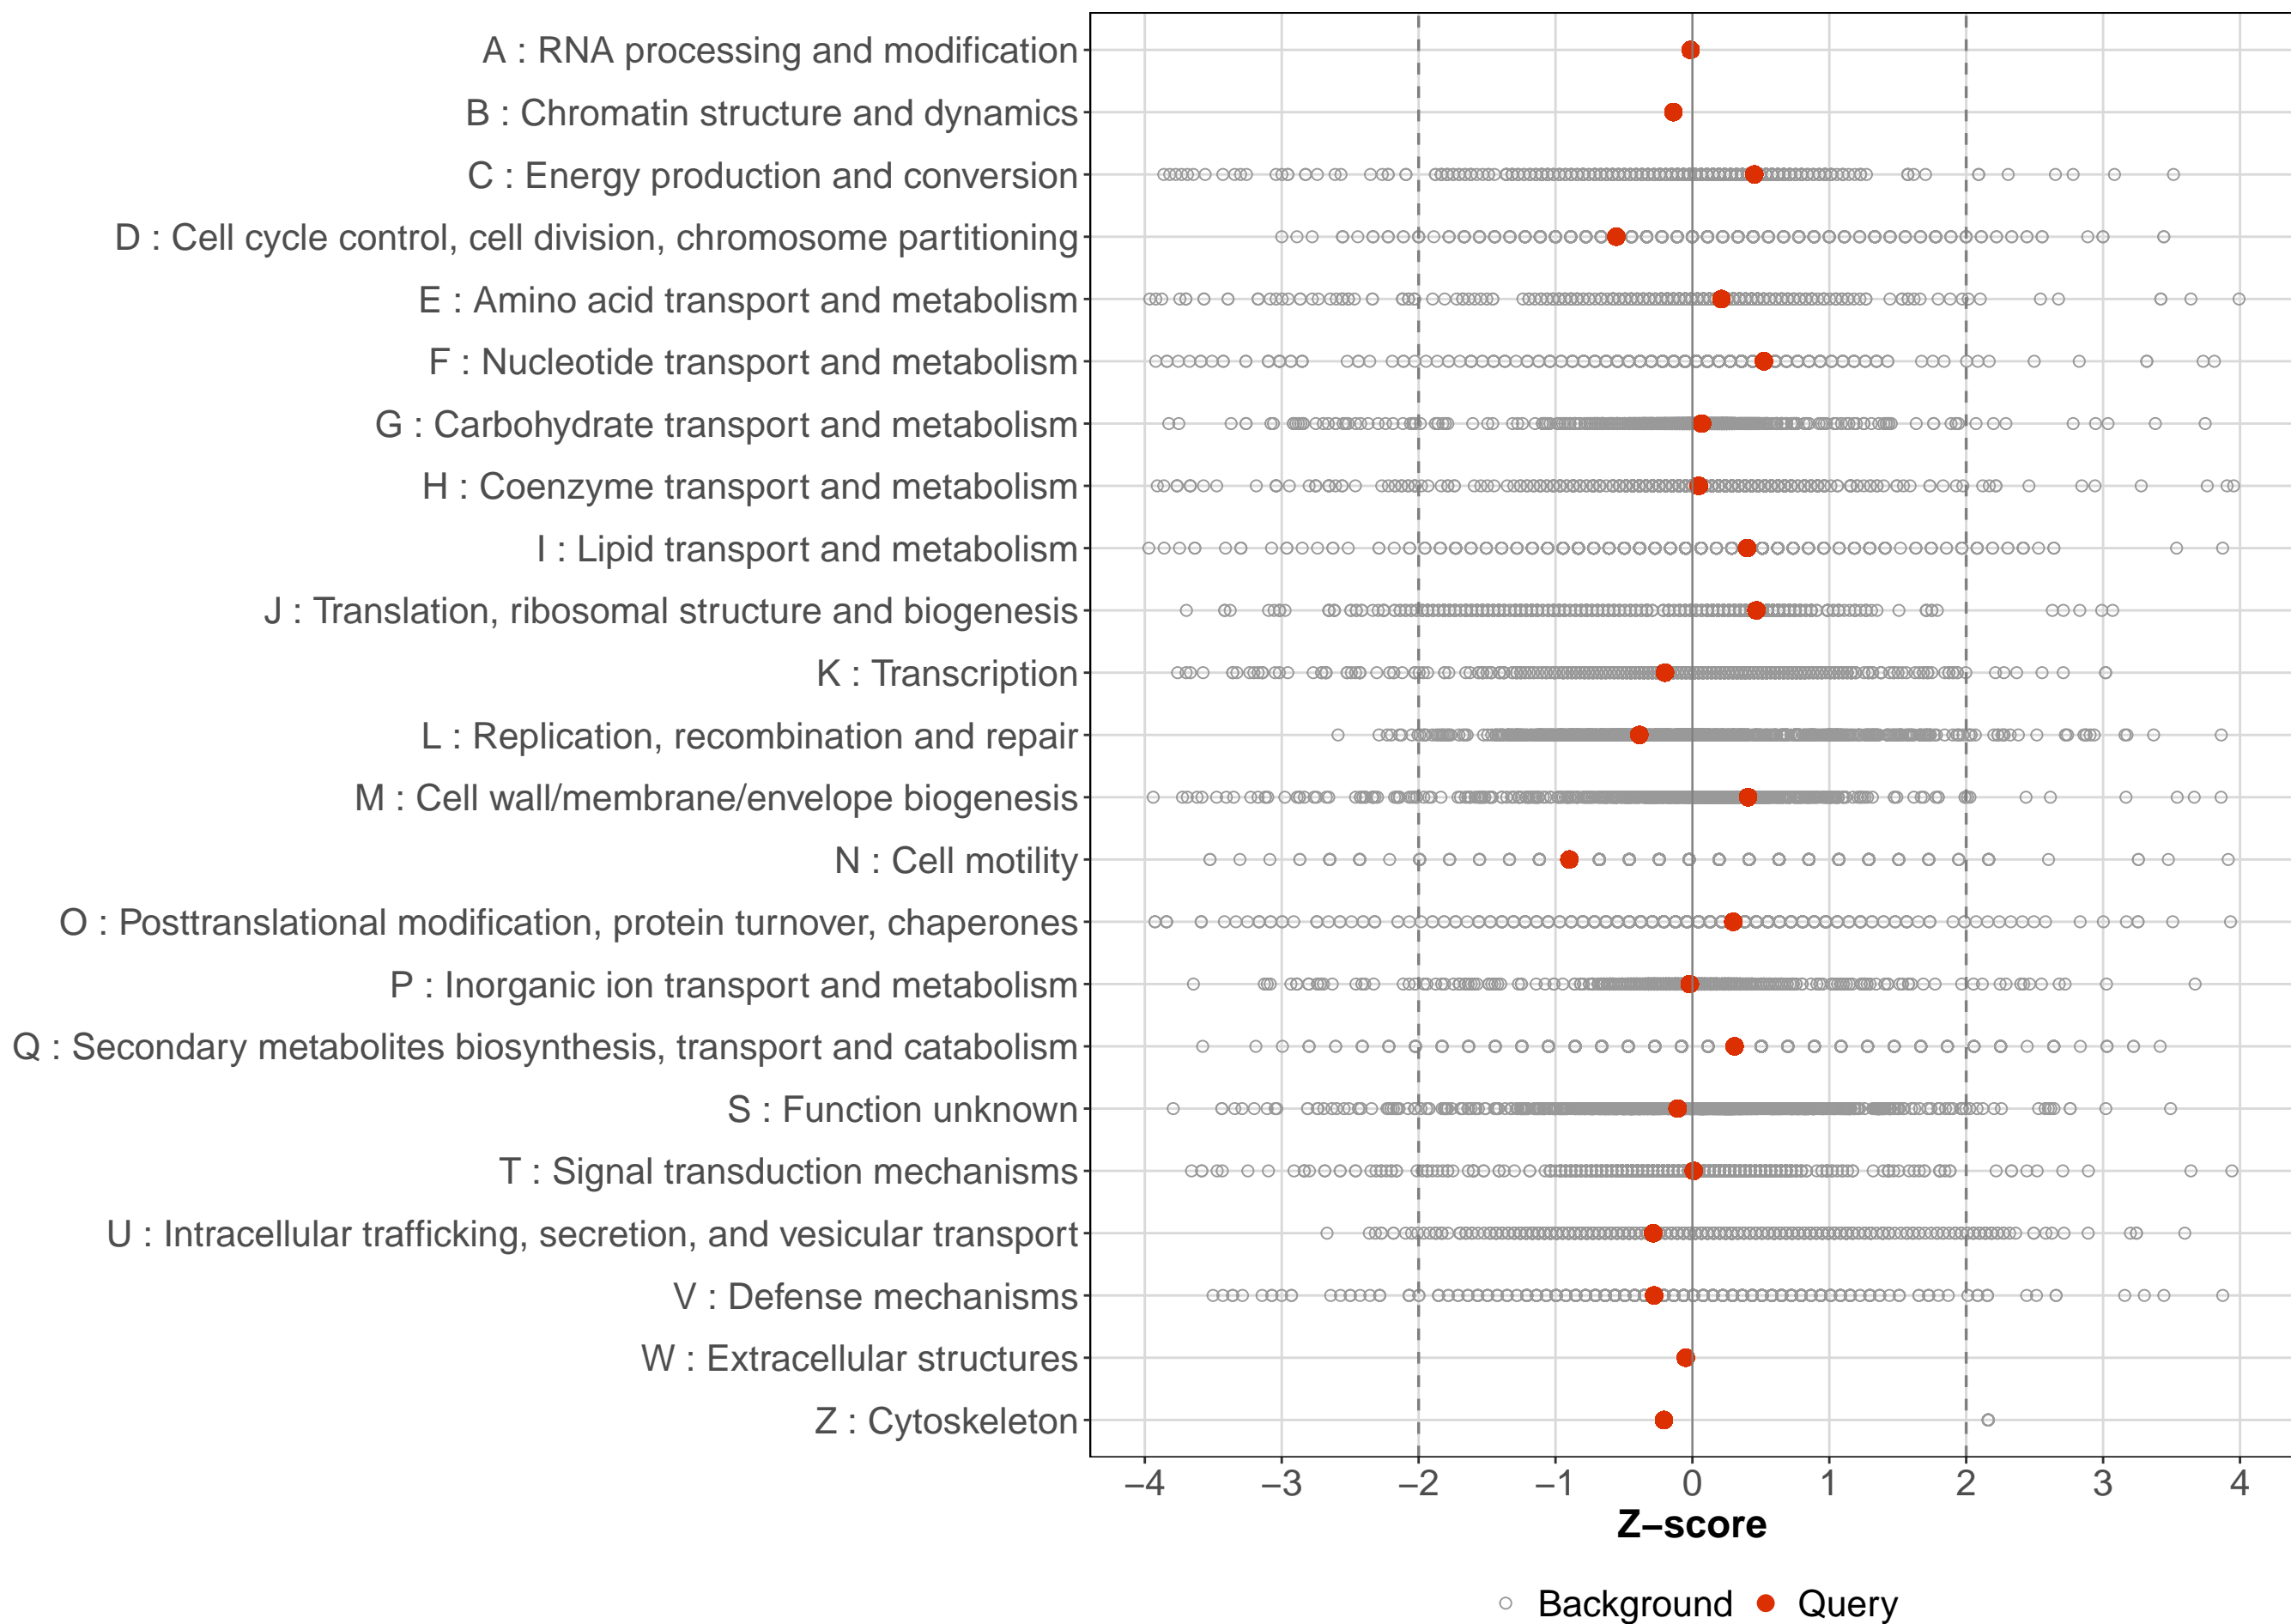 A : RNA processing and modification
B : Chromatin structure and dynamics
C : Energy production and conversion
D : Cell cycle control, cell division, chromosome partitioning
E : Amino acid transport and metabolism
F : Nucleotide transport and metabolism
G : Carbohydrate transport and metabolism
H : Coenzyme transport and metabolism
I : Lipid transport and metabolism
J : Translation, ribosomal structure and biogenesis
K : Transcription
L : Replication, recombination and repair
M : Cell wall/membrane/envelope biogenesis
N : Cell motility
O : Posttranslational modification, protein turnover, chaperones
P : Inorganic ion transport and metabolism
Q : Secondary metabolites biosynthesis, transport and catabolism
S : Function unknown
T : Signal transduction mechanisms
U : Intracellular trafficking, secretion, and vesicular transport
V : Defense mechanisms
W : Extracellular structures
Z : Cytoskeleton
−4 −3 −2 −1 0 1 2 3 4
Z−score
Background Query